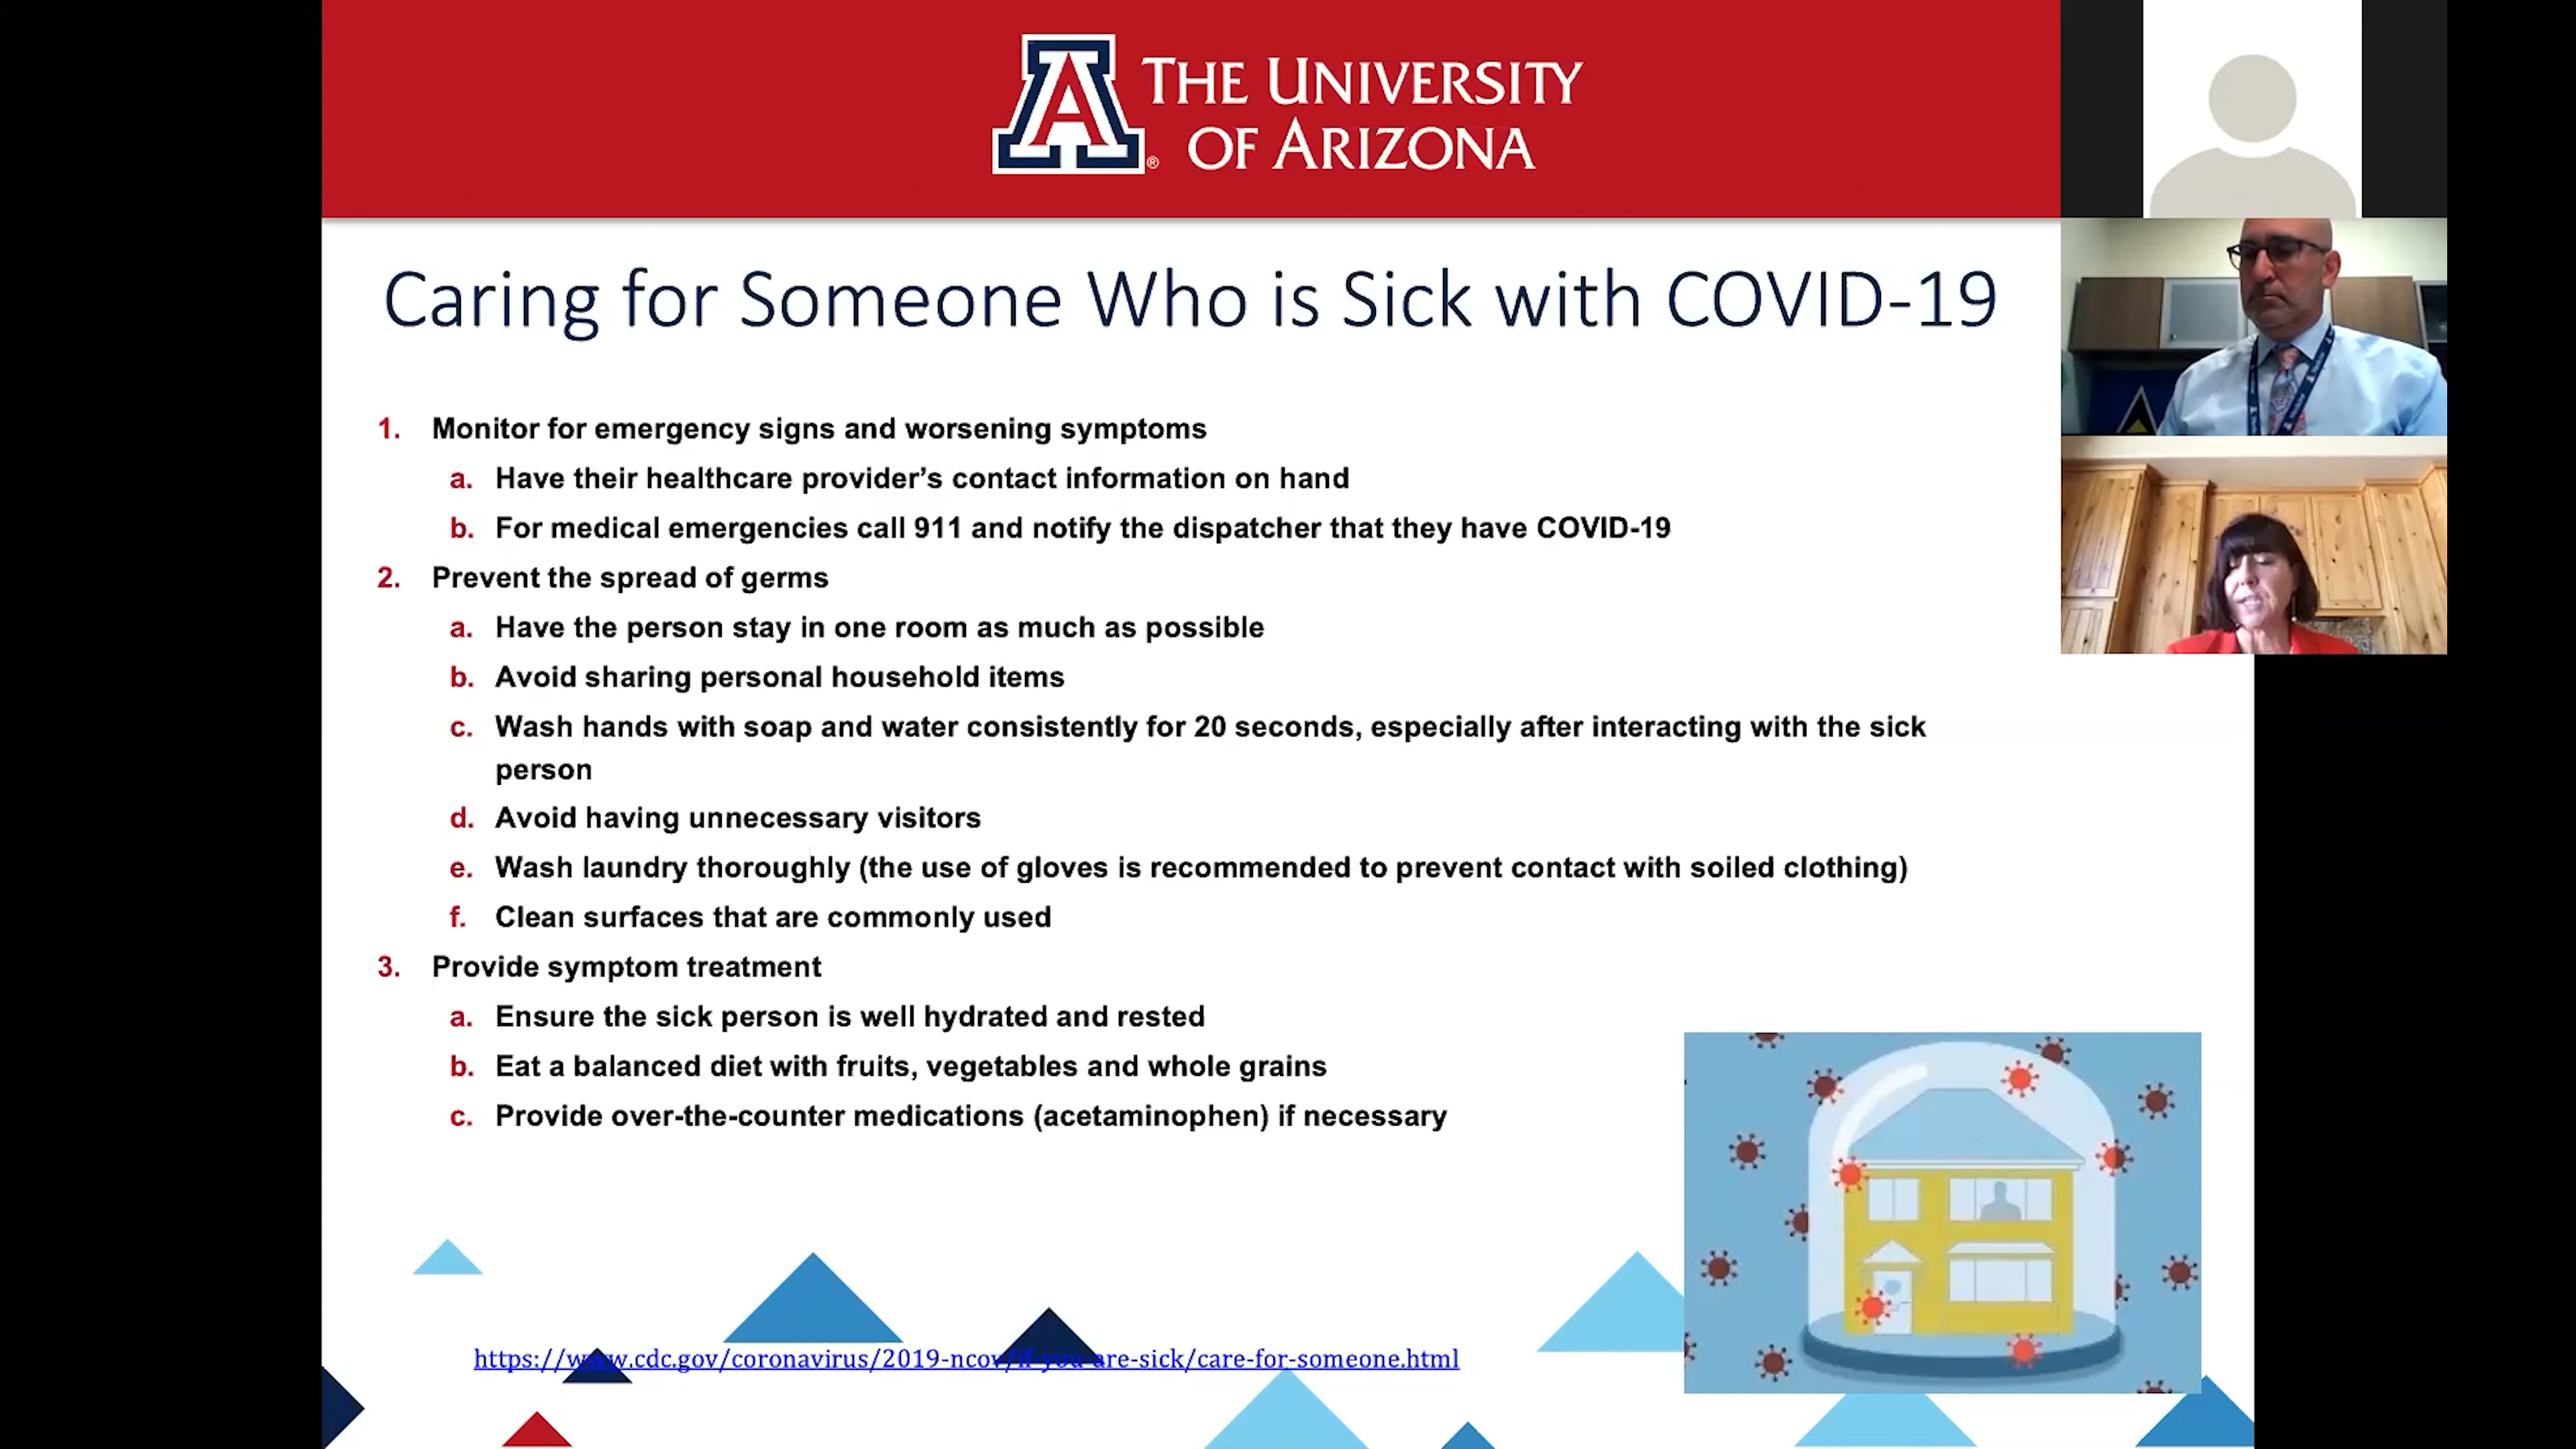 THE UNIVERSITY
OF ARIZONA
Caring for Someone Who is Sick with COVID-19
1. Monitor for emergency signs and worsening symptoms
a. Have their healthcare provider’s contact information on hand
b. For medical emergencies call 911 and notify the dispatcher that they have COVID-19
2. Prevent the spread of germs
a. Have the person stay in one room as much as possible
b. Avoid sharing personal household items
c. Wash hands with soap and water consistently for 20 seconds, especially after interacting with the sick
person
d. Avoid having unnecessary visitors
e. Wash laundry thoroughly (the use of gloves is recommended to prevent contact with soiled clothing)
f. Clean surfaces that are commonly used
3. Provide symptom treatment
a. Ensure the sick person is well hydrated and rested
b. Eat a balanced diet with fruits, vegetables and whole grains
c. Provide over-the-counter medications (acetaminophen) if necessary
https://www.cdc.gov/coronavirus/2019-ncov/if-you-are-sick/care-for-someone.html